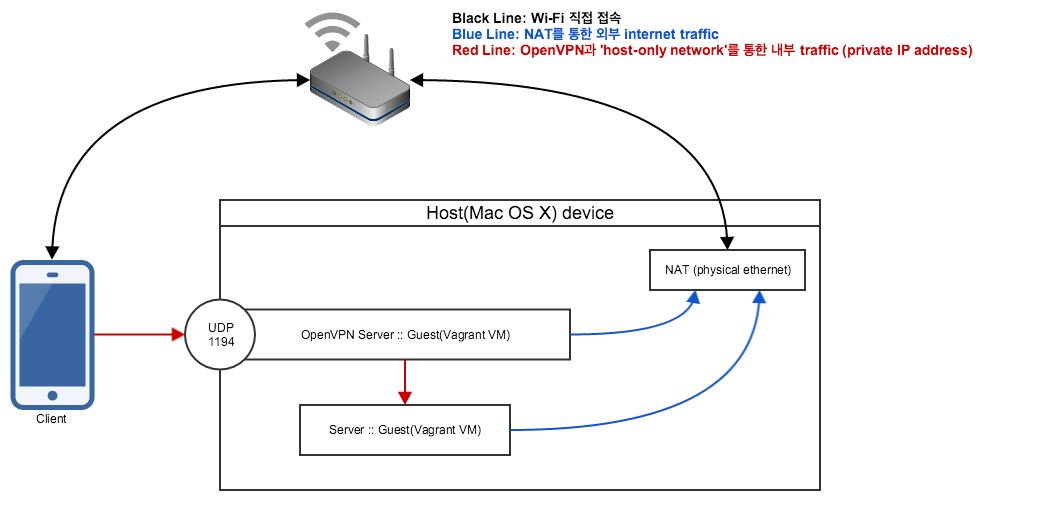 Black Line: Wi-Fi 직접 접속
Blue Line: NAT를 통한 외부 internet traffic
Red Line: OpenVPN과 'host-only network'를 통한 내부 traffic (private IP address)
Host(Mac OS X) device
NAT (physical ethernet)
UDP
1194
OpenVPN Server :: Guest(Vagrant VM)
Server :: Guest(Vagrant VM)
Client